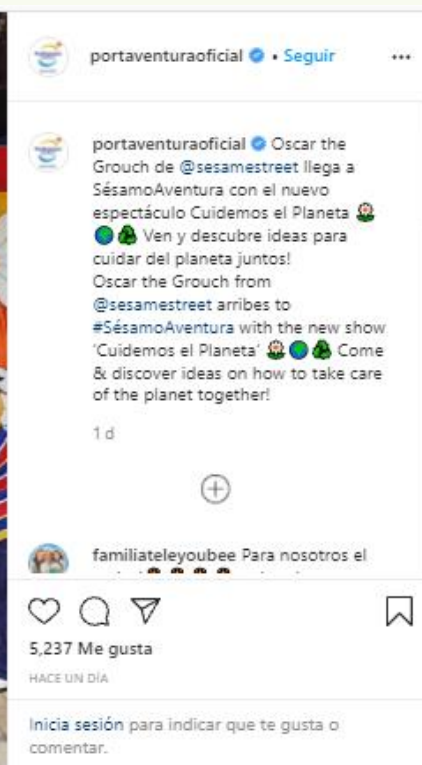 portaventuraoficial • Seguir
portaventuraoficial Oscar the
Grouch de @sesamestreet llega a
SésamoAventura con el nuevo
espectáculo Cuidemos el Planeta
Ven y descubre ideas para
cuidar del planeta juntos!
Oscar the Grouch from
@sesamestreet arribes to
#SésamoAventura with the new show
'Cuidemos el Planeta' Come
& discover ideas on how to take care
of the planet together!
1 d
familiateleyoubee Para nosotros el
5,237 Me gusta
HACE UN DÍA
Inicia sesión para indicar que te gusta o
comentar.